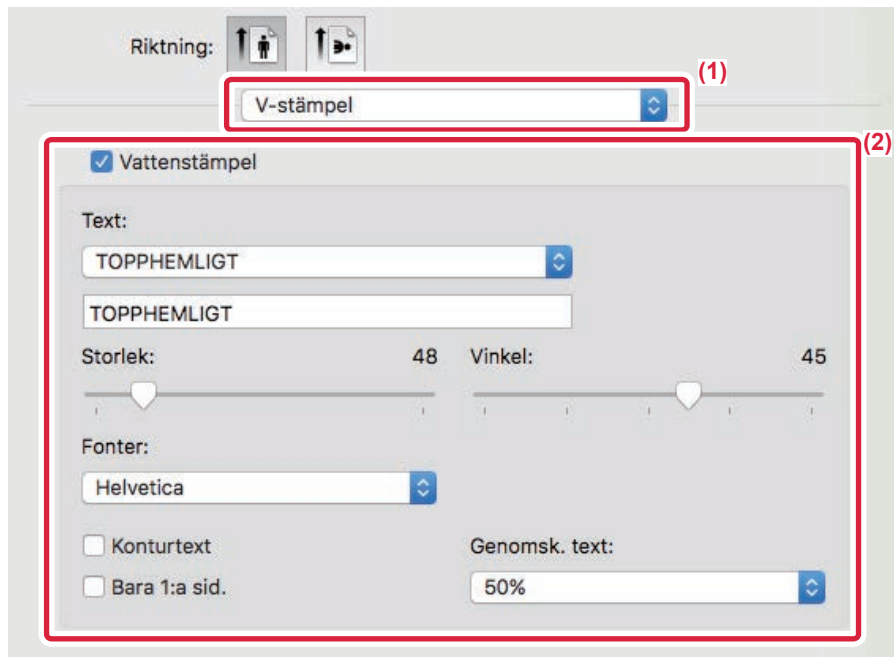 Riktning:
(1)
V-stämpel
(2)
Vattenstämpel
Text:
TOPPHEMLIGT
TOPPHEMLIGT
Storlek: 48 Vinkel: 45
Fonter:
Helvetica
Konturtext Genomsk. text:
Bara 1:a sid. 50%